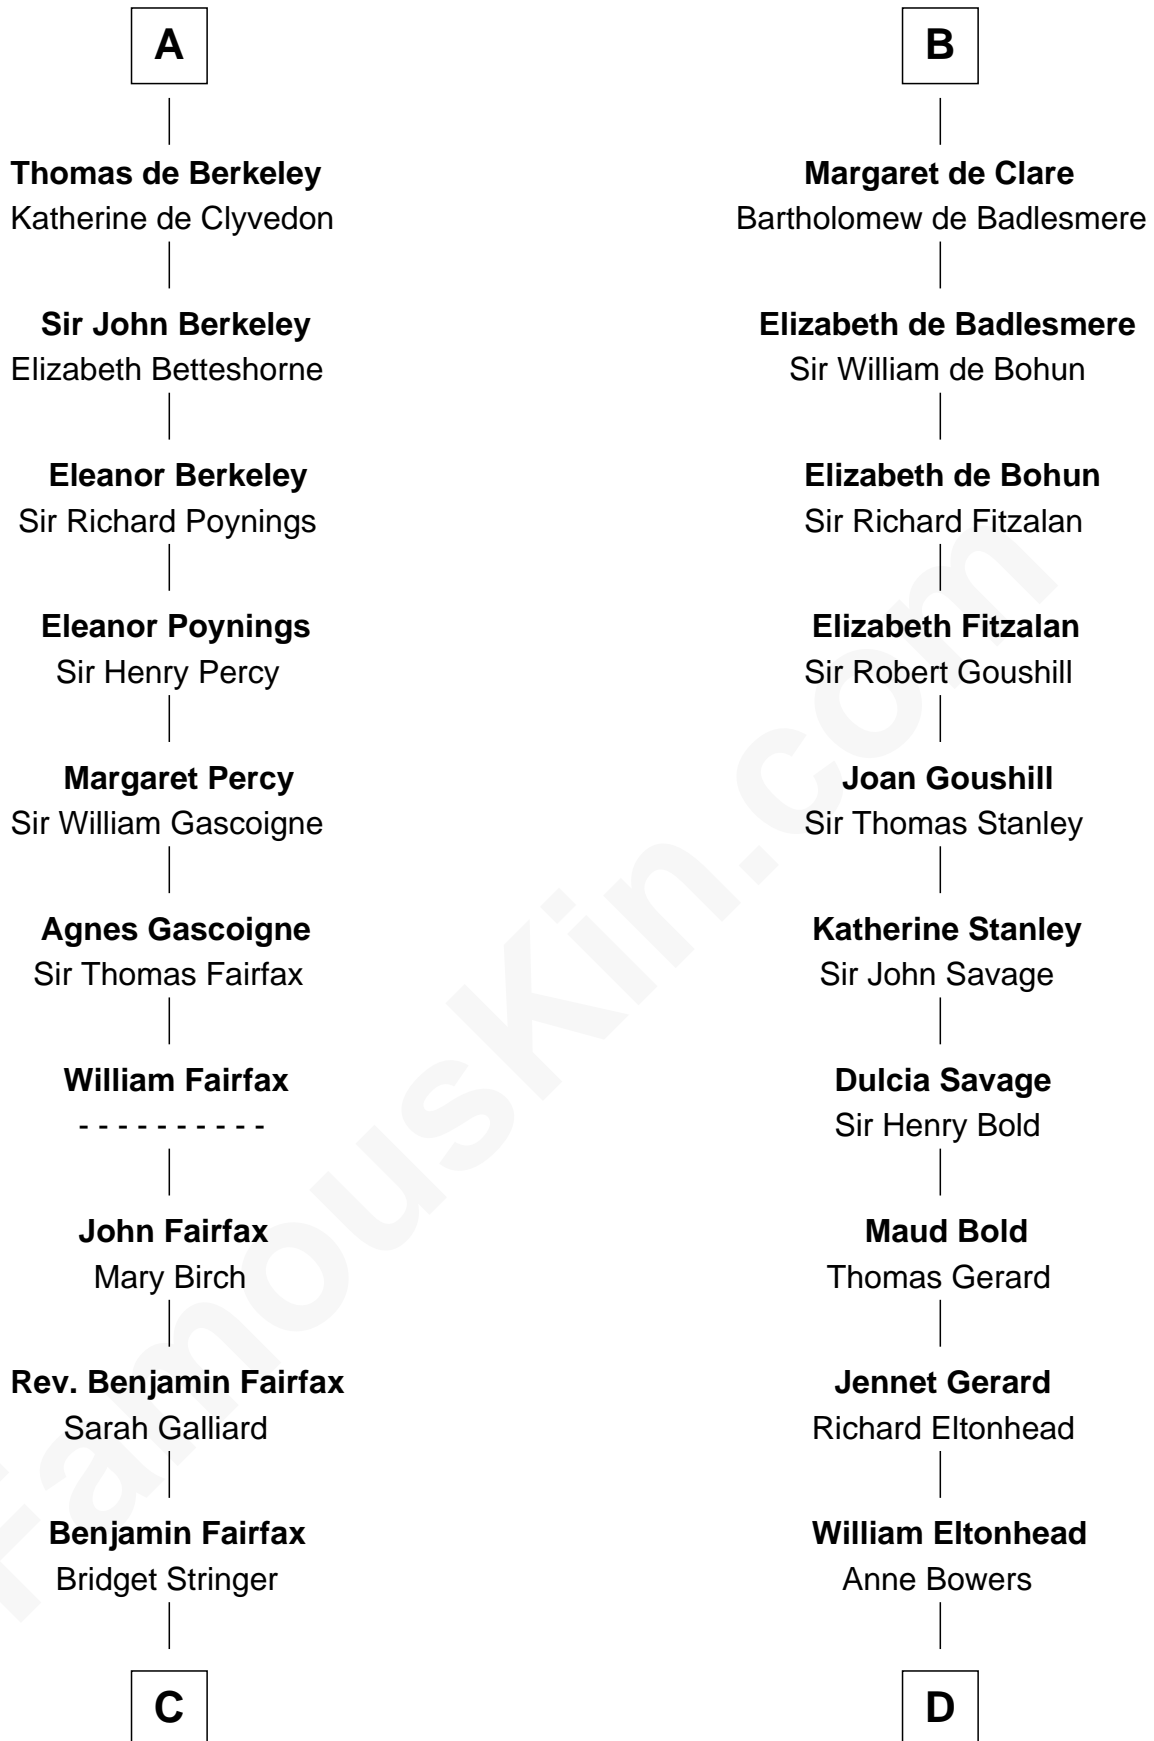 A
Thomas de Berkeley
Katherine de Clyvedon
Sir John Berkeley
Elizabeth Betteshorne
Eleanor Berkeley
Sir Richard Poynings
Eleanor Poynings
Sir Henry Percy
Margaret Percy
Sir William Gascoigne
Agnes Gascoigne
Sir Thomas Fairfax
William Fairfax
- - - - - - - - - -
John Fairfax
Mary Birch
Rev. Benjamin Fairfax
Sarah Galliard
Benjamin Fairfax
Bridget Stringer
C
B
Margaret de Clare
Bartholomew de Badlesmere
Elizabeth de Badlesmere
Sir William de Bohun
Elizabeth de Bohun
Sir Richard Fitzalan
Elizabeth Fitzalan
Sir Robert Goushill
Joan Goushill
Sir Thomas Stanley
Katherine Stanley
Sir John Savage
Dulcia Savage
Sir Henry Bold
Maud Bold
Thomas Gerard
Jennet Gerard
Richard Eltonhead
William Eltonhead
Anne Bowers
D
FamousKin.com